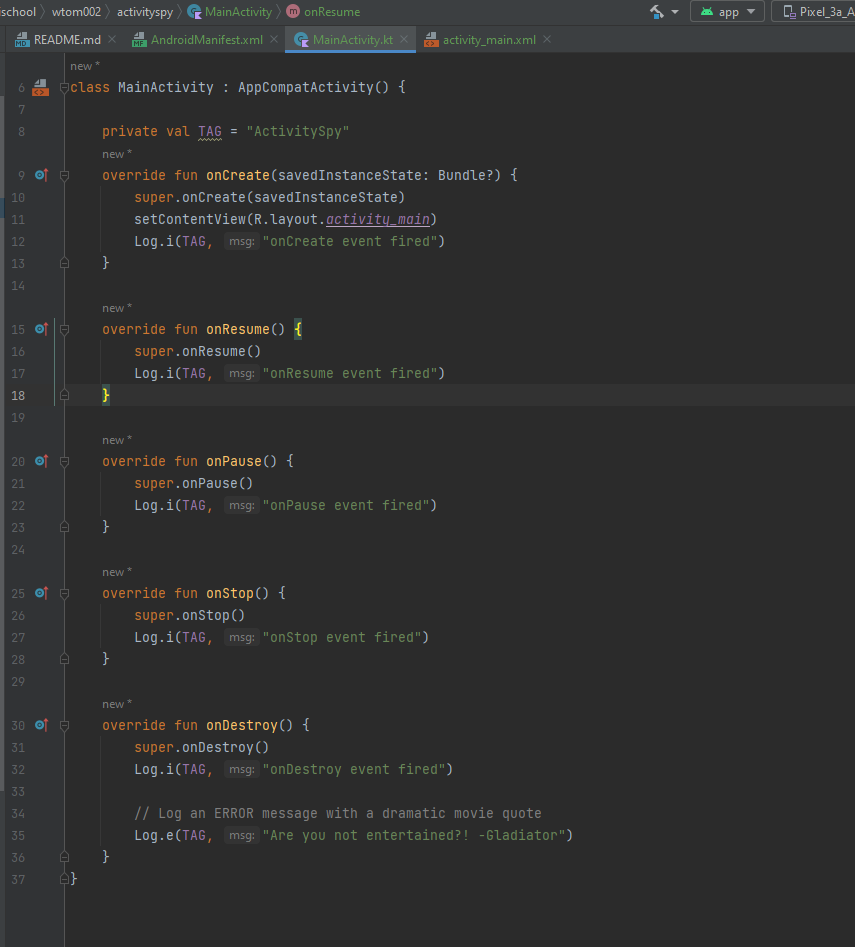 ischool › wtom002 › activityspy › MainActivity › onResume app Pixel_3a_A
README.md AndroidManifest.xml MainActivity.kt activity_main.xml
new *
6 class MainActivity : AppCompatActivity() {
7
8 private val TAG = "ActivitySpy"
new *
9 override fun onCreate(savedInstanceState: Bundle?) {
10 super.onCreate(savedInstanceState)
11 setContentView(R.layout.activity_main)
12 Log.i(TAG, msg: "onCreate event fired")
13 }
14
new *
15 override fun onResume() {
16 super.onResume()
17 Log.i(TAG, msg: "onResume event fired")
18 }
19
new *
20 override fun onPause() {
21 super.onPause()
22 Log.i(TAG, msg: "onPause event fired")
23 }
24
new *
25 override fun onStop() {
26 super.onStop()
27 Log.i(TAG, msg: "onStop event fired")
28 }
29
new *
30 override fun onDestroy() {
31 super.onDestroy()
32 Log.i(TAG, msg: "onDestroy event fired")
33
34 // Log an ERROR message with a dramatic movie quote
35 Log.e(TAG, msg: "Are you not entertained?! -Gladiator")
36 }
37 }